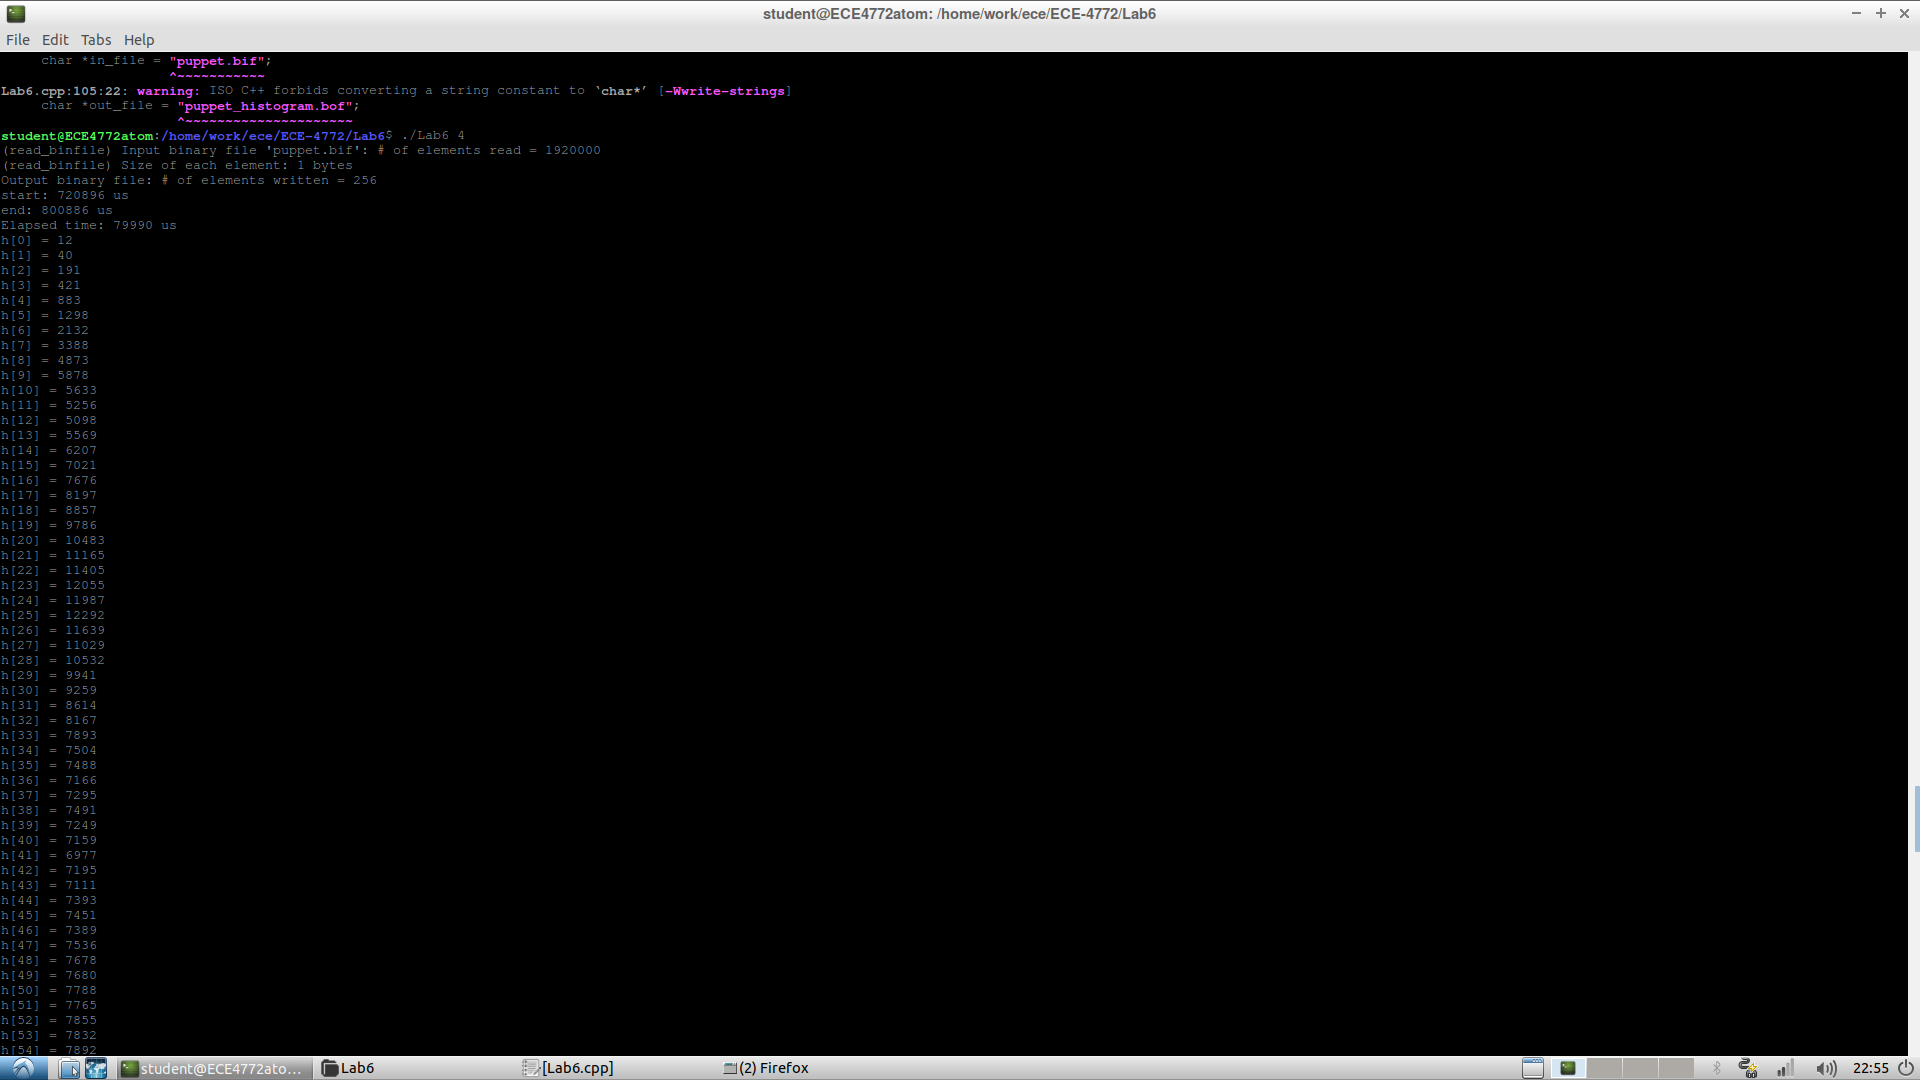 student@ECE4772atom: /home/work/ece/ECE-4772/Lab6
File Edit Tabs Help
char *in_file = "puppet.bif";
^~~~~~~~~~~~
Lab6.cpp:105:22: warning: ISO C++ forbids converting a string constant to ‘char*’ [-Wwrite-strings]
char *out_file = "puppet_histogram.bof";
^~~~~~~~~~~~~~~~~~~~~~
student@ECE4772atom:/home/work/ece/ECE-4772/Lab6$ ./Lab6 4
(read_binfile) Input binary file 'puppet.bif': # of elements read = 1920000
(read_binfile) Size of each element: 1 bytes
Output binary file: # of elements written = 256
start: 720896 us
end: 800886 us
Elapsed time: 79990 us
h[0] = 12
h[1] = 40
h[2] = 191
h[3] = 421
h[4] = 883
h[5] = 1298
h[6] = 2132
h[7] = 3388
h[8] = 4873
h[9] = 5878
h[10] = 5633
h[11] = 5256
h[12] = 5098
h[13] = 5569
h[14] = 6207
h[15] = 7021
h[16] = 7676
h[17] = 8197
h[18] = 8857
h[19] = 9786
h[20] = 10483
h[21] = 11165
h[22] = 11405
h[23] = 12055
h[24] = 11987
h[25] = 12292
h[26] = 11639
h[27] = 11029
h[28] = 10532
h[29] = 9941
h[30] = 9259
h[31] = 8614
h[32] = 8167
h[33] = 7893
h[34] = 7504
h[35] = 7488
h[36] = 7166
h[37] = 7295
h[38] = 7491
h[39] = 7249
h[40] = 7159
h[41] = 6977
h[42] = 7195
h[43] = 7111
h[44] = 7393
h[45] = 7451
h[46] = 7389
h[47] = 7536
h[48] = 7678
h[49] = 7680
h[50] = 7788
h[51] = 7765
h[52] = 7855
h[53] = 7832
h[54] = 7892
student@ECE4772ato... Lab6 [Lab6.cpp] (2) Firefox 22:55